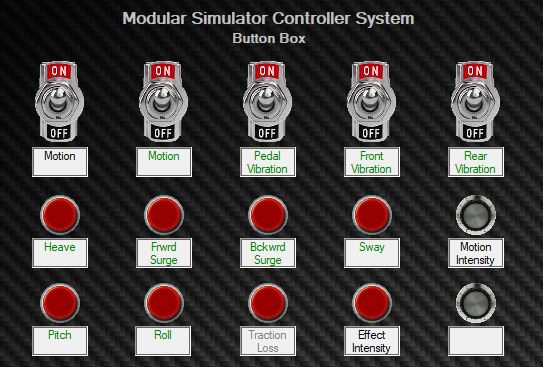 Modular Simulator Controller System
Button Box
ON ON ON ON ON
OFF OFF OFF OFF OFF
Motion Motion Pedal Vibration Front Vibration Rear Vibration
Heave Frwrd Surge Bckwrd Surge Sway Motion Intensity
Pitch Roll Traction Loss Effect Intensity